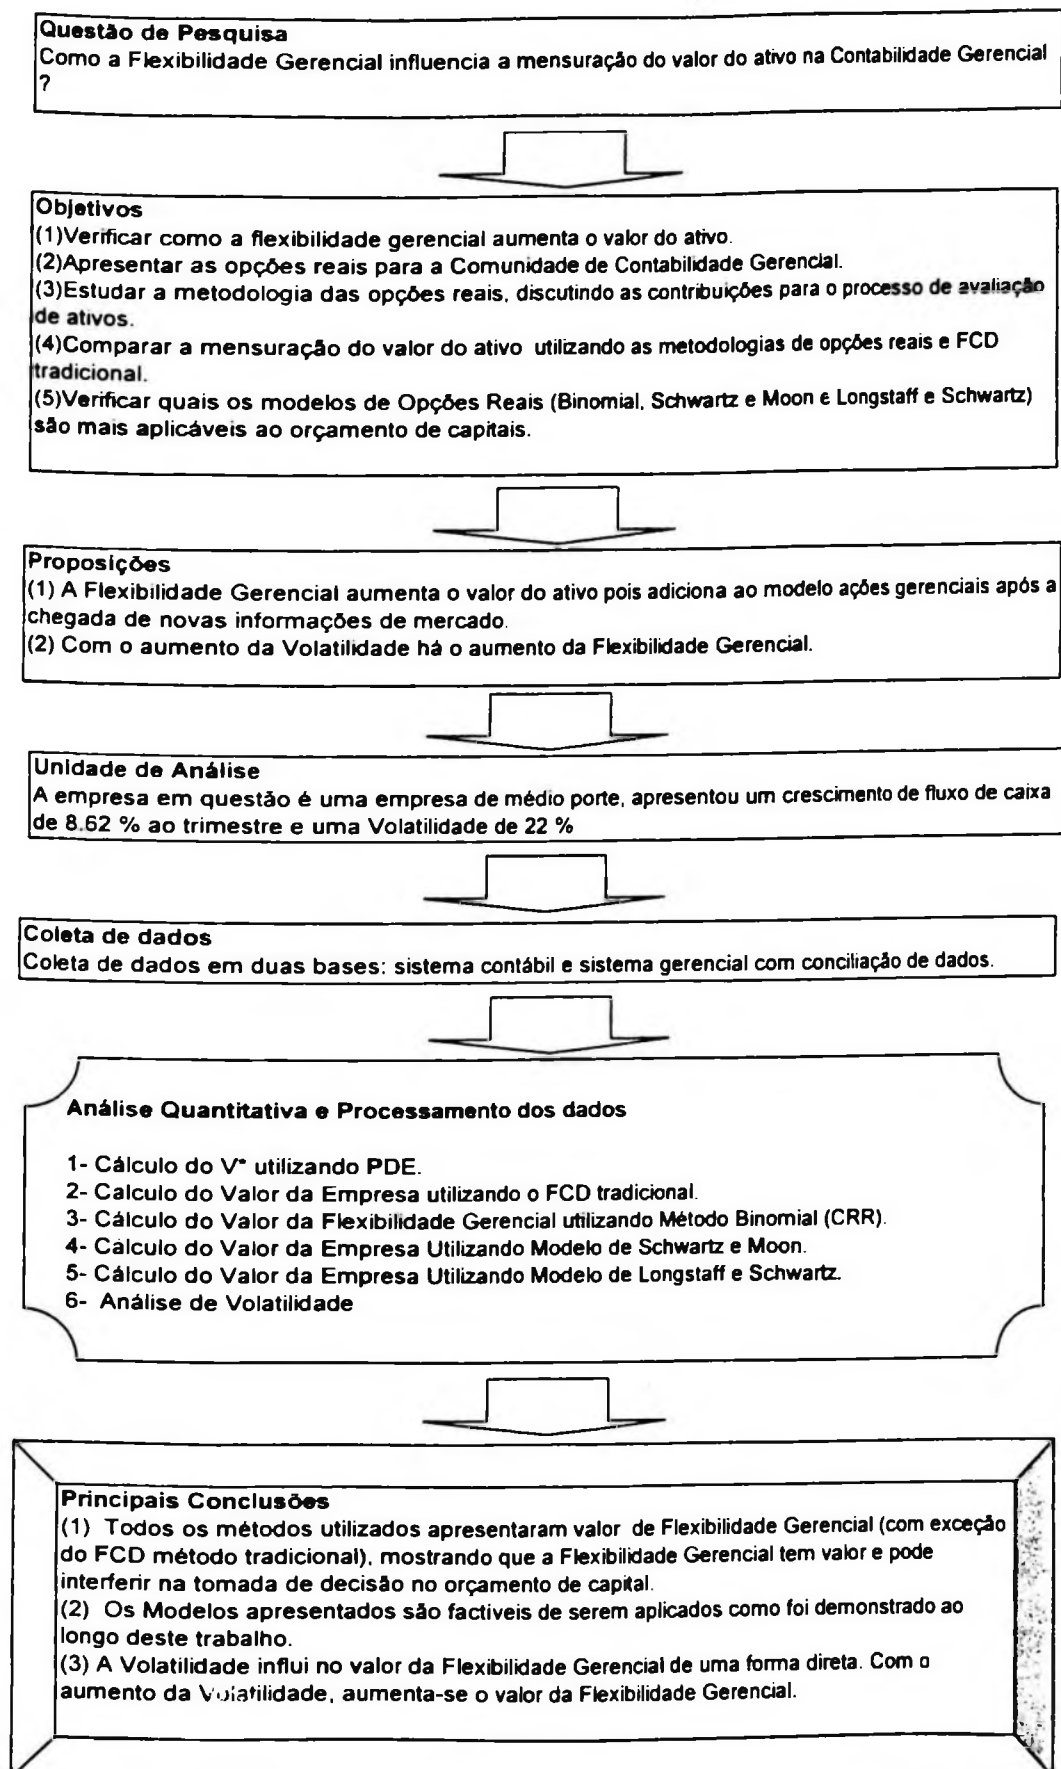 Questão de Pesquisa
Como a Flexibilidade Gerencial influencia a mensuração do valor do ativo na Contabilidade Gerencial
?
Objetivos
(1)Verificar como a flexibilidade gerencial aumenta o valor do ativo.
(2)Apresentar as opções reais para a Comunidade de Contabilidade Gerencial.
(3)Estudar a metodologia das opções reais, discutindo as contribuições para o processo de avaliação
de ativos.
(4)Comparar a mensuração do valor do ativo utilizando as metodologias de opções reais e FCD
tradicional.
(5)Verificar quais os modelos de Opções Reais (Binomial, Schwartz e Moon e Longstaff e Schwartz)
são mais aplicáveis ao orçamento de capitais.
Proposições
(1) A Flexibilidade Gerencial aumenta o valor do ativo pois adiciona ao modelo ações gerenciais após a
chegada de novas informações de mercado.
(2) Com o aumento da Volatilidade há o aumento da Flexibilidade Gerencial.
Unidade de Análise
A empresa em questão é uma empresa de médio porte, apresentou um crescimento de fluxo de caixa
de 8.62 % ao trimestre e uma Volatilidade de 22 %
Coleta de dados
Coleta de dados em duas bases: sistema contábil e sistema gerencial com conciliação de dados.
Análise Quantitativa e Processamento dos dados
1- Cálculo do V* utilizando PDE.
2- Calculo do Valor da Empresa utilizando o FCD tradicional.
3- Cálculo do Valor da Flexibilidade Gerencial utilizando Método Binomial (CRR).
4- Cálculo do Valor da Empresa Utilizando Modelo de Schwartz e Moon.
5- Cálculo do Valor da Empresa Utilizando Modelo de Longstaff e Schwartz.
6- Análise de Volatilidade
Principais Conclusões
(1) Todos os métodos utilizados apresentaram valor de Flexibilidade Gerencial (com exceção
do FCD método tradicional), mostrando que a Flexibilidade Gerencial tem valor e pode
interferir na tomada de decisão no orçamento de capital.
(2) Os Modelos apresentados são factiveis de serem aplicados como foi demonstrado ao
longo deste trabalho.
(3) A Volatilidade influi no valor da Flexibilidade Gerencial de uma forma direta. Com o
aumento da Volatilidade, aumenta-se o valor da Flexibilidade Gerencial.